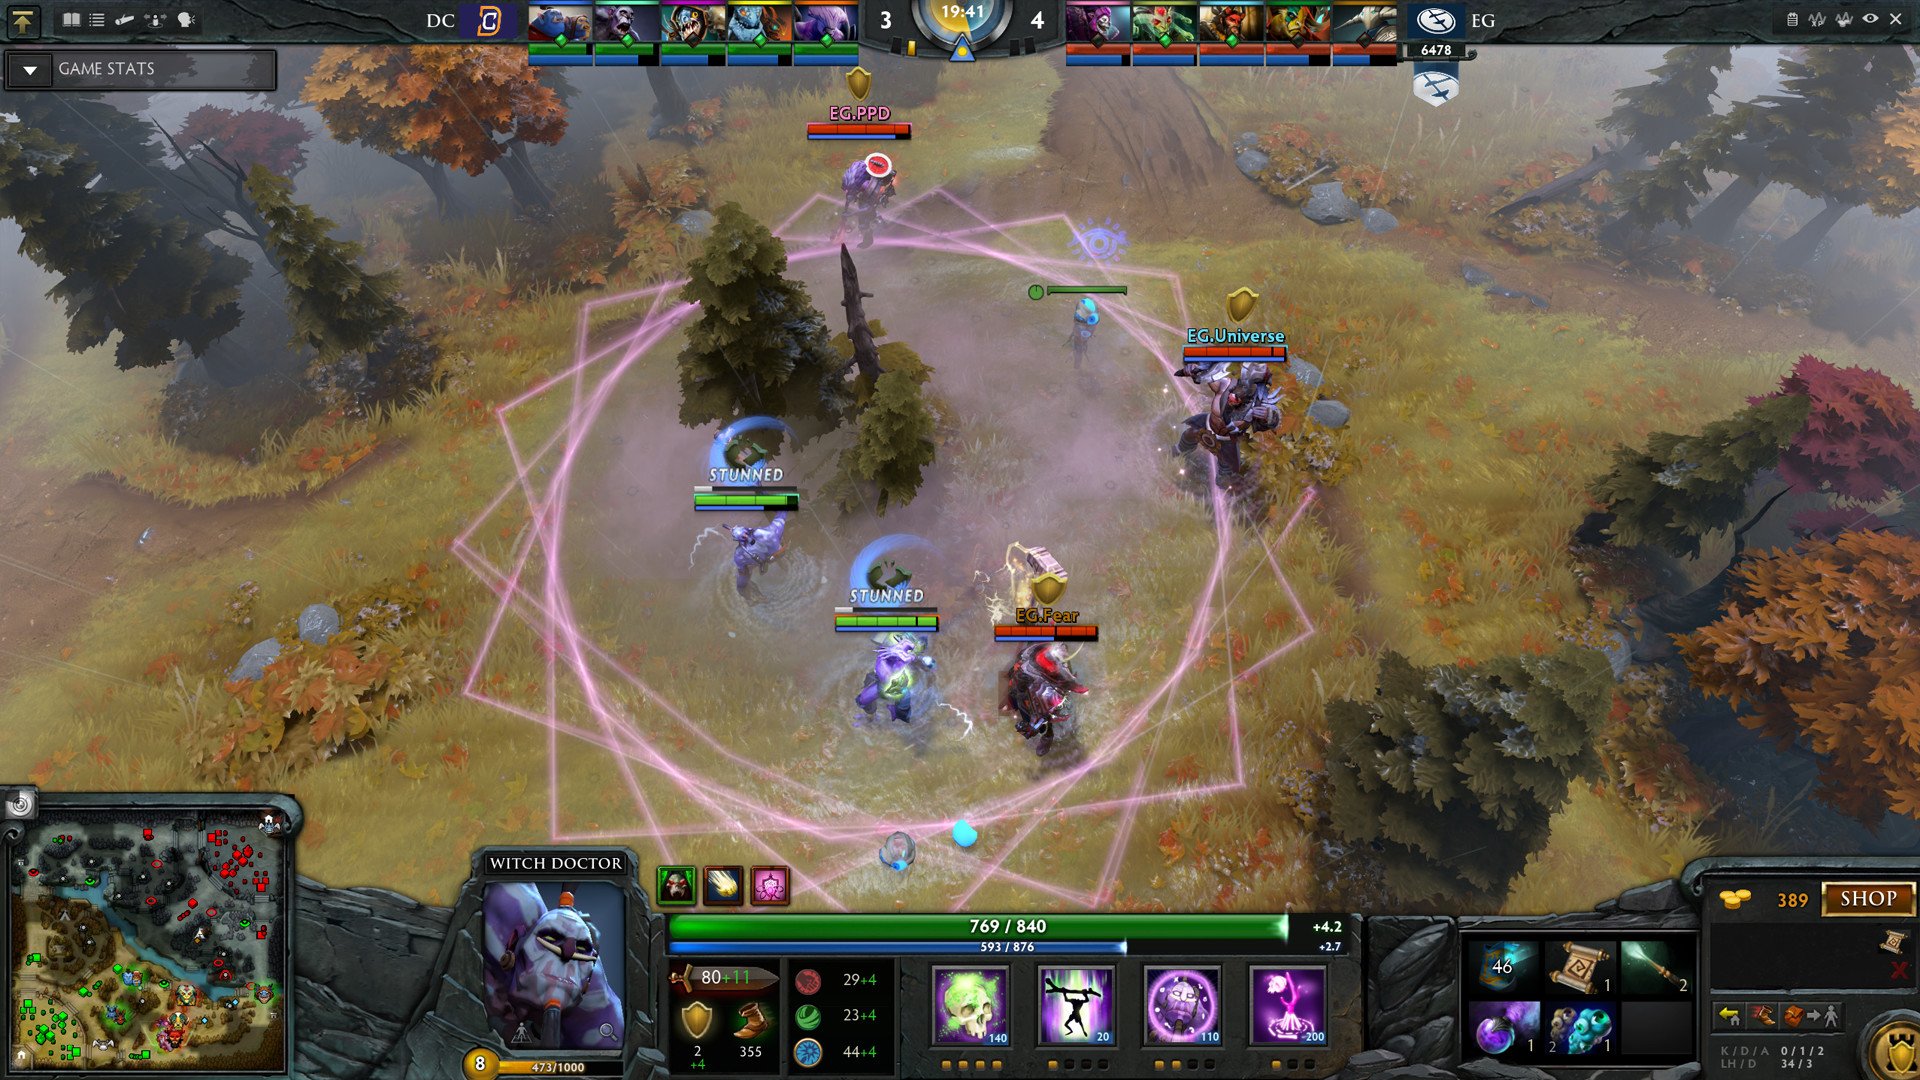 DC
3
19:41
4
EG
6478
GAME STATS
EG.PPD
EG.Universe
STUNNED
STUNNED
EG.Fear
WITCH DOCTOR
769 / 840
+4.2
593 / 876
+2.7
80+11
29+4
23+4
44+4
2
+4
355
140
20
110
200
8
473/1000
46
1
2
1
2
1
389
SHOP
K / D / A 0/1/2
LH / D 34/3